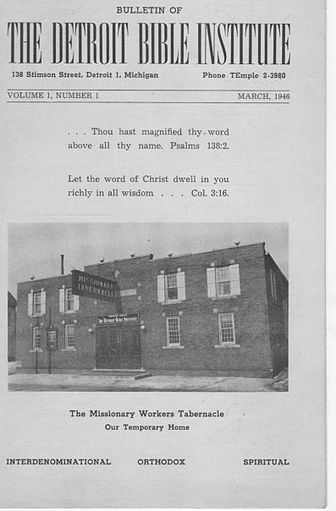 BULLETIN OF
THE DETROIT BIBLE INSTITUTE
138 Stimson Street, Detroit 1, Michigan Phone TEmple 2-3980
VOLUME 1, NUMBER 1 MARCH, 1946
. . . Thou hast magnified thy word
above all thy name. Psalms 138:2.
Let the word of Christ dwell in you
richly in all wisdom . . . Col. 3:16.
MISSIONARY
TABERNACLE
THE DETROIT BIBLE INSTITUTE
The Missionary Workers Tabernacle
Our Temporary Home
INTERDENOMINATIONAL ORTHODOX SPIRITUAL